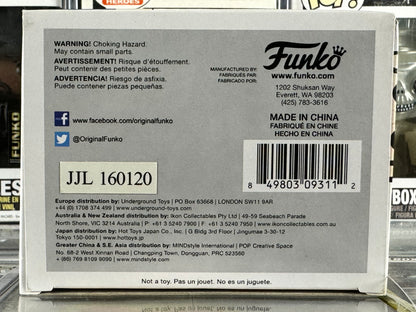 HEROES
POP!
WARNING! Choking Hazard.
May contain small parts.
AVERTISSEMENT! Risque d'étouffement.
Peut contenir des petites pièces.
ADVERTENCIA! Riesgo de asfixia.
Puede contener piezas pequeñas.
MANUFACTURED BY:
FABRIQUÉ PAR:
FABRICADO POR:
Funko
www.funko.com
1202 Shuksan Way
Everett, WA 98203
(425) 783-3616
MADE IN CHINA
FABRIQUÉ EN CHINE
HECHO EN CHINA
www.facebook.com/originalfunko
@OriginalFunko
JJL 160120
8 49803 09311 2
Europe distribution by: Underground Toys | PO BOX 63668 | LONDON SW11 9AR
+44 (0) 1708 374 499 | www.underground-toys.com
Australia & New Zealand distribution by: Ikon Collectables Pty Ltd | 49-59 Seabeach Parade
North Shore, VIC 3214 Australia | P: +61 3 5240 7900 | F: +61 3 5240 7950 | www.ikoncollectables.com.au
Japan distribution by: Hot Toys Japan Co., Inc. | G Bldg 3rd Floor | Jingumae 3-30-12
Tokyo 150-0001 | www.hottoys.jp
Greater China & S.E. Asia distribution by: MINDstyle International | POP Creative Space
No. 68-2 West Xinnan Road | Changping Town, Dongguan, PRC 523560
+ (86) 769 8109 9090 | www.mindstyle.com
Not a toy. Pas un jouet. No es un juguete.